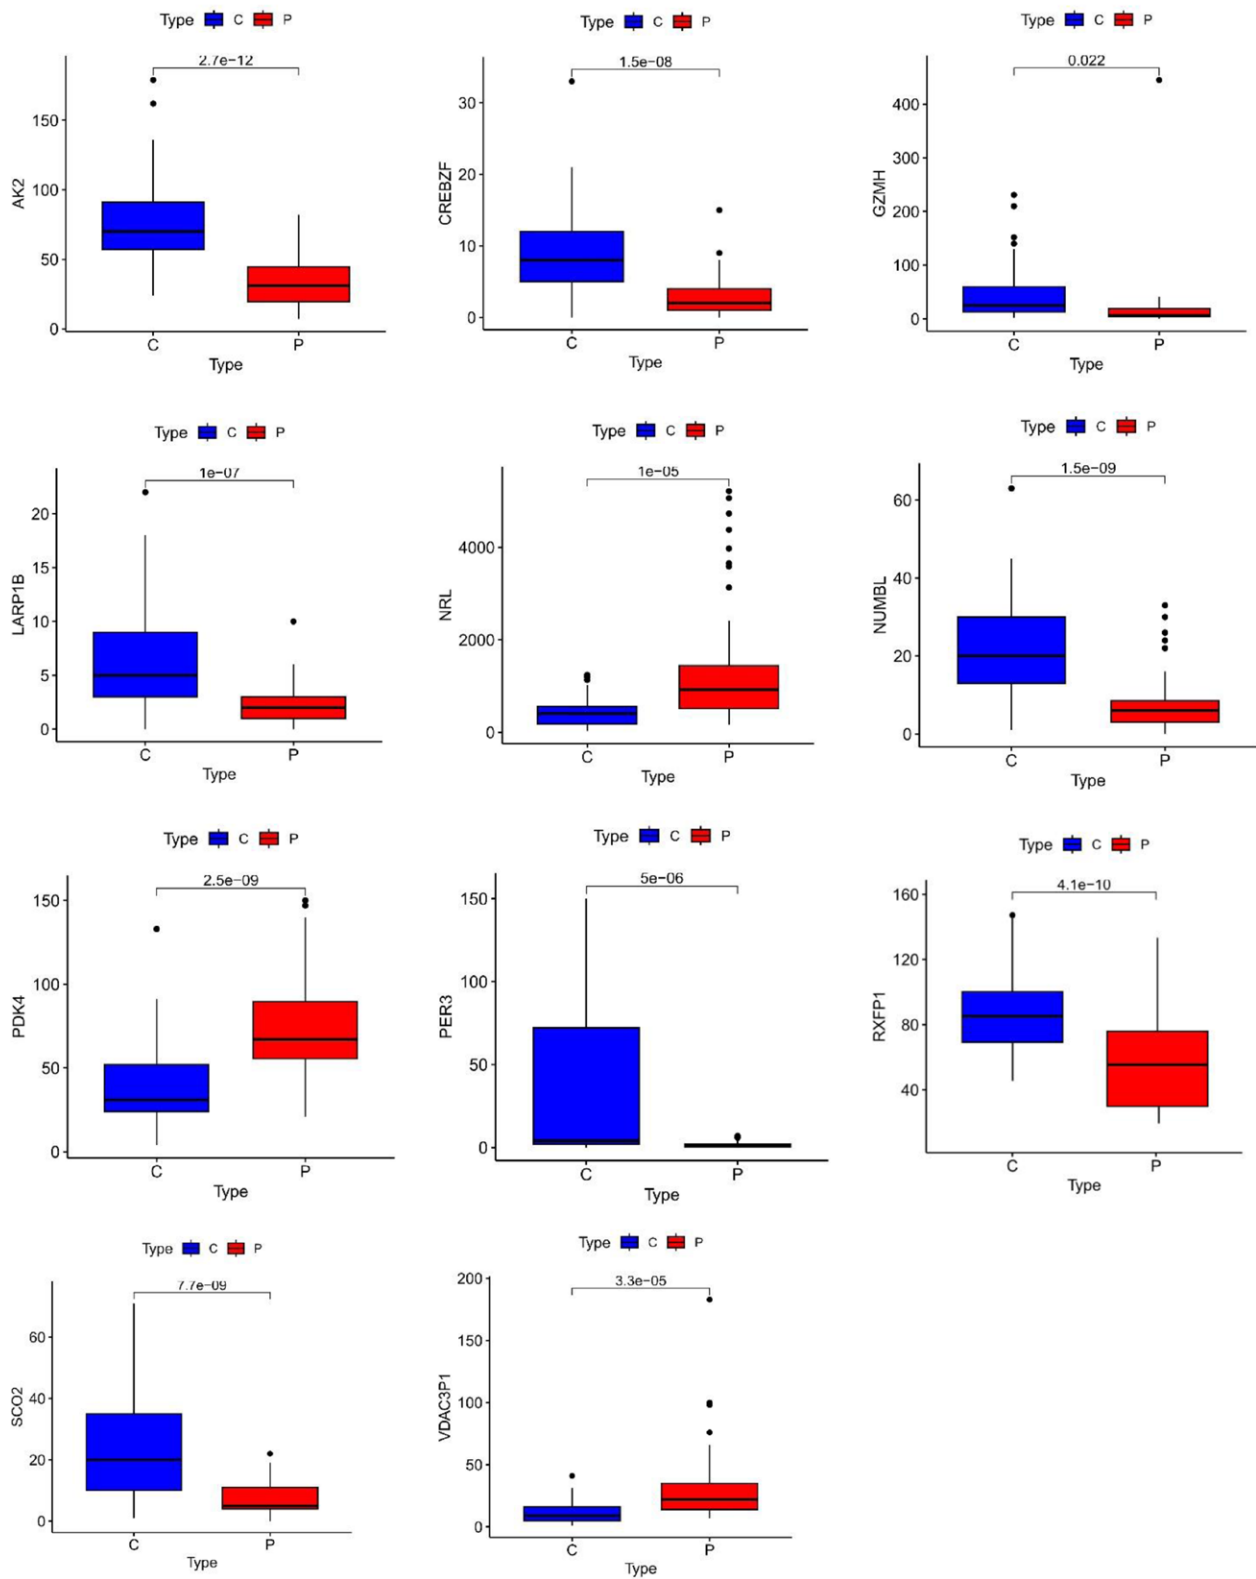 Type C P
2.7e−12
AK2
150
100
50
0
C P
Type
Type C P
1.5e−08
CREBZF
30
20
10
0
C P
Type
Type C P
0.022
GZMH
400
300
200
100
0
C P
Type
Type C P
1e−07
LARP1B
20
15
10
5
0
C P
Type
Type C P
1e−05
NRL
4000
2000
0
C P
Type
Type C P
1.5e−09
NUMBL
60
40
20
0
C P
Type
Type C P
2.5e−09
PDK4
150
100
50
0
C P
Type
Type C P
5e−06
PER3
150
100
50
0
C P
Type
Type C P
4.1e−10
RXFP1
160
120
80
40
C P
Type
Type C P
7.7e−09
SCO2
60
40
20
0
C P
Type
Type C P
3.3e−05
VDAC3P1
200
150
100
50
0
C P
Type